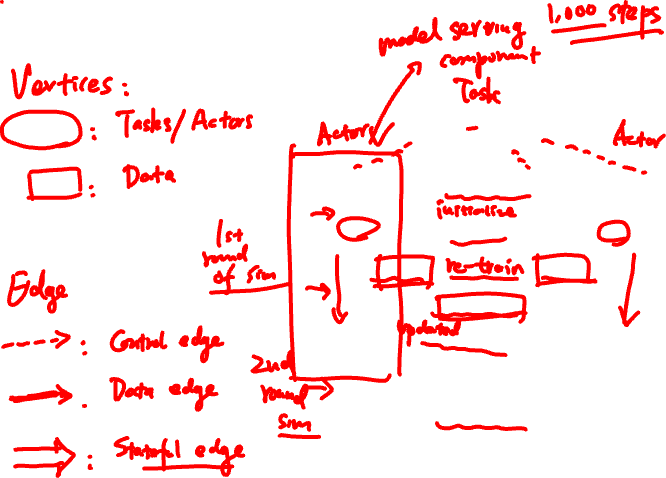 1,000 steps
model serving
component
Task
Vertices:
: Tasks/Actors
: Data
Actors
Actor
initialize
1st
round
of sim
re-train
updated
Edge
: Control edge
: Data edge
: Stateful edge
2nd
round
sim